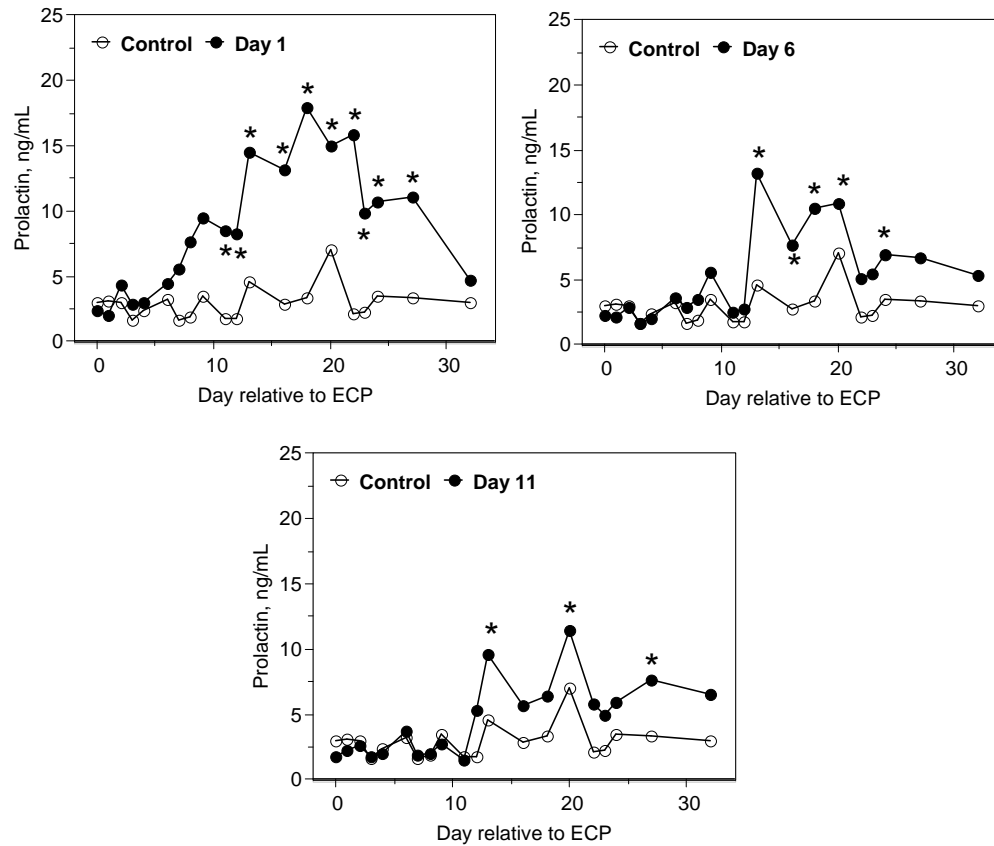 25
20
15
10
5
0
Prolactin, ng/mL
Control Day 1
* * * * * * * * * * *
0 10 20 30
Day relative to ECP
25
20
15
10
5
0
Prolactin, ng/mL
Control Day 6
* * * * *
0 10 20 30
Day relative to ECP
25
20
15
10
5
0
Prolactin, ng/mL
Control Day 11
* * *
0 10 20 30
Day relative to ECP